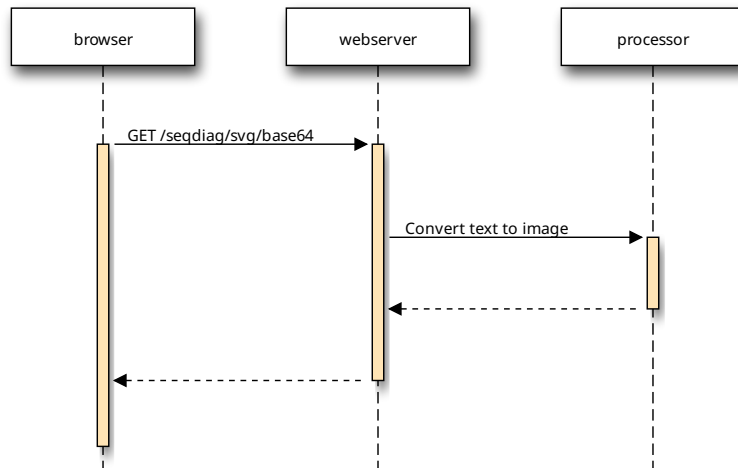 browser
webserver
processor
GET /seqdiag/svg/base64
Convert text to image